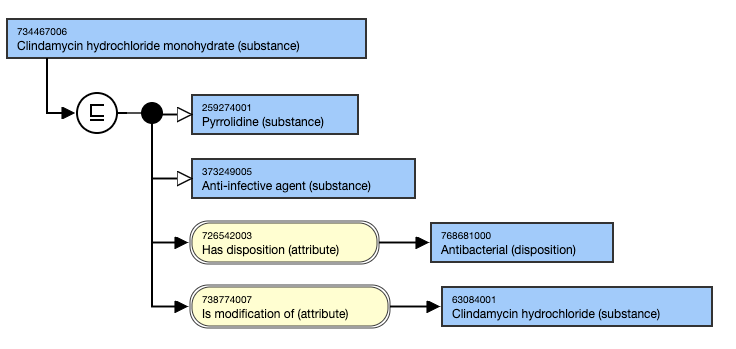 734467006
Clindamycin hydrochloride monohydrate (substance)
⊑
259274001
Pyrrolidine (substance)
373249005
Anti-infective agent (substance)
726542003
Has disposition (attribute)
768681000
Antibacterial (disposition)
738774007
Is modification of (attribute)
63084001
Clindamycin hydrochloride (substance)